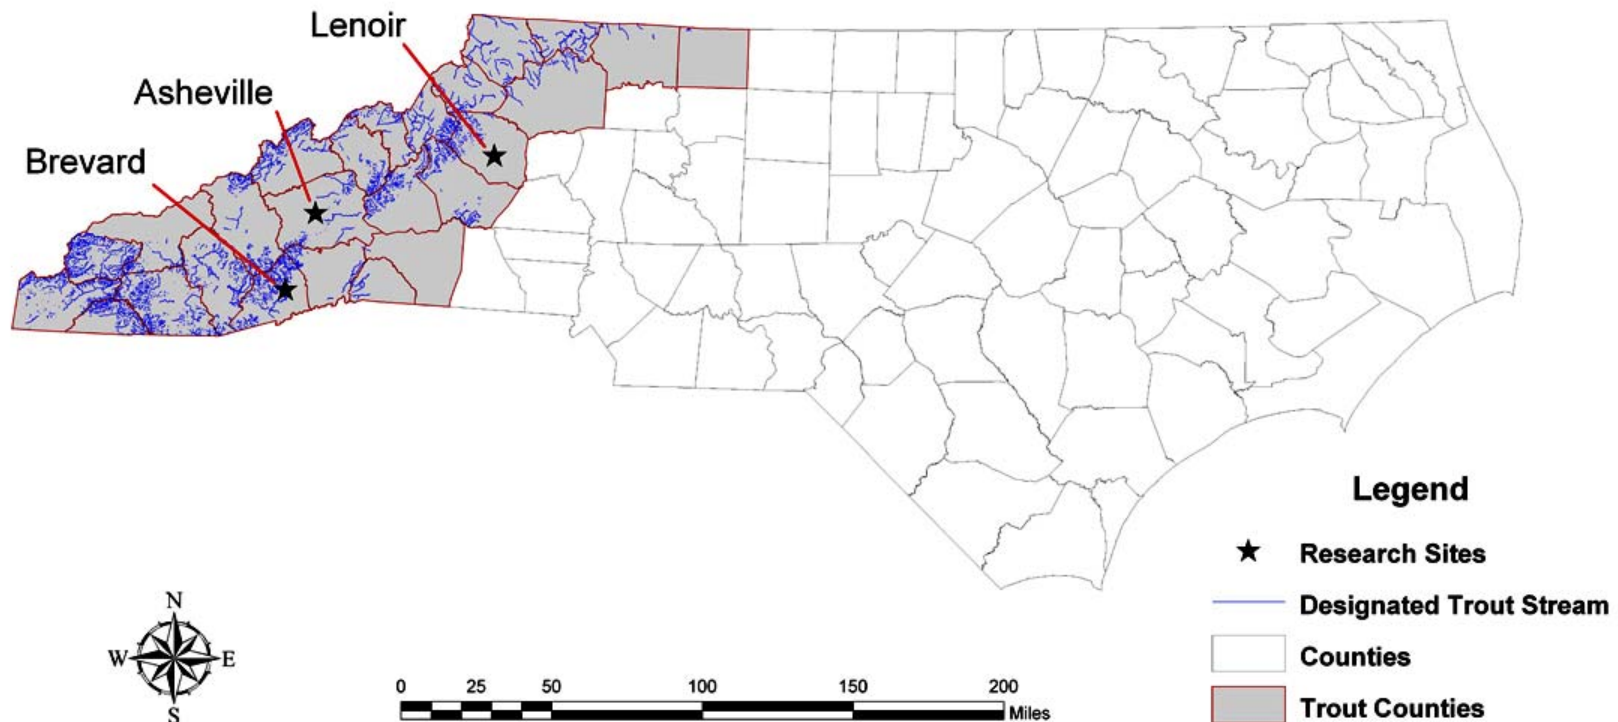 Lenoir
Asheville
Brevard
Legend
Research Sites
Designated Trout Stream
Counties
Trout Counties
N
W E
S
0 25 50 100 150 200
Miles